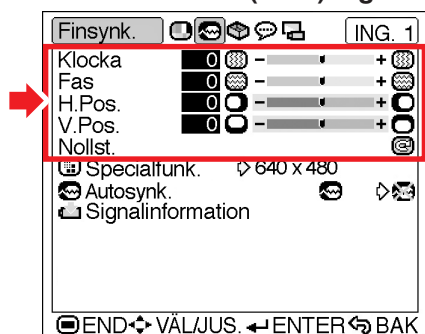 Finsynk. ING. 1
Klocka 0 - +
Fas 0 - +
H.Pos. 0 - +
V.Pos. 0 - +
Nollst.
Specialfunk. 640 x 480
Autosynk.
Signalinformation
END VÄL/JUS. ENTER BAK